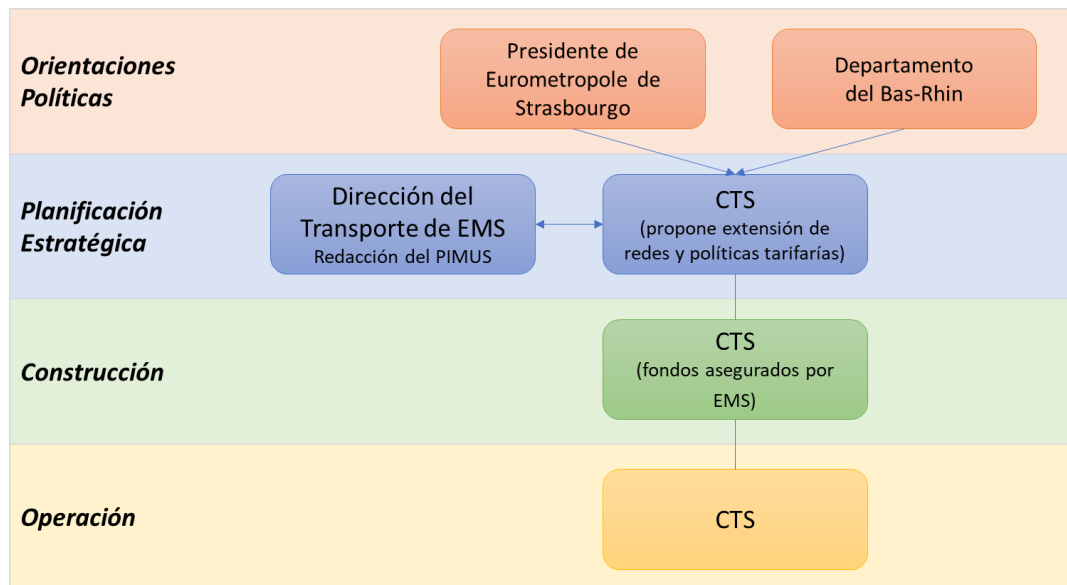 Orientaciones
Políticas
Presidente de
Eurometropole de
Strasbourgo
Departamento
del Bas-Rhin
Planificación
Estratégica
Dirección del
Transporte de EMS
Redacción del PIMUS
CTS
(propone extensión de
redes y políticas tarifarías)
Construcción
CTS
(fondos asegurados por
EMS)
Operación
CTS